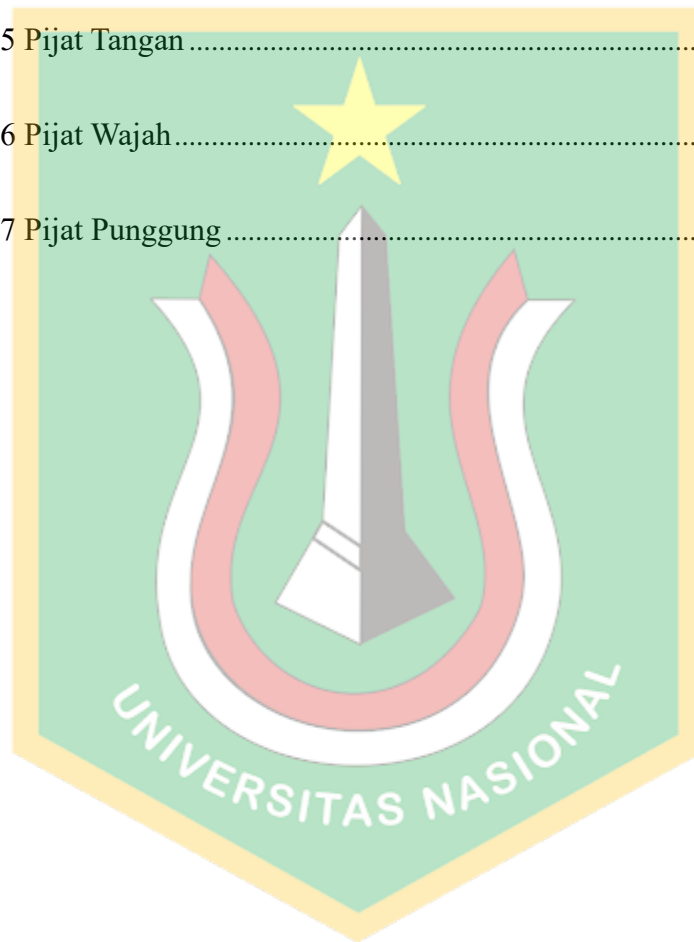 5 Pijat Tangan ........................................................................
6 Pijat Wajah ..........................................................................
7 Pijat Punggung ...................................................................
UNIVERSITAS NASIONAL